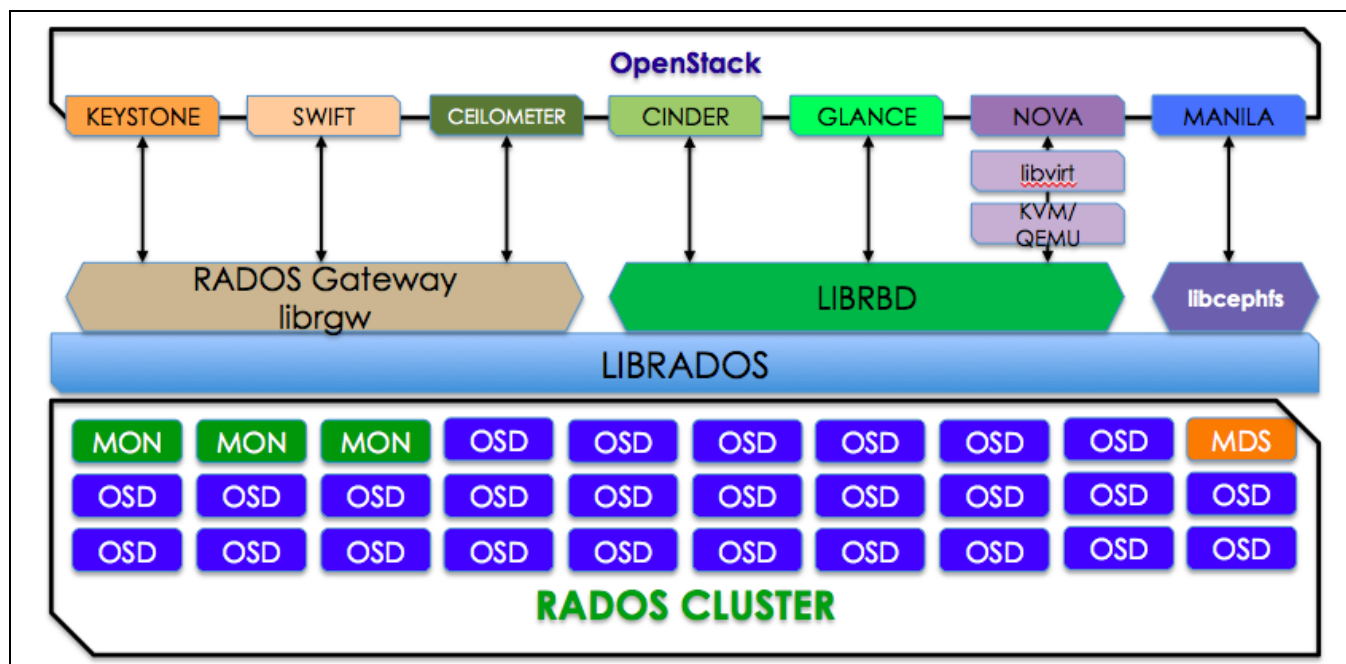 OpenStack
KEYSTONE SWIFT CEILOMETER CINDER GLANCE NOVA MANILA
libvirt
KVM/
QEMU
RADOS Gateway
librgw
LIBRBD
libcephfs
LIBRADOS
MON MON MON OSD OSD OSD OSD OSD OSD MDS
OSD OSD OSD OSD OSD OSD OSD OSD OSD OSD
OSD OSD OSD OSD OSD OSD OSD OSD OSD OSD
RADOS CLUSTER